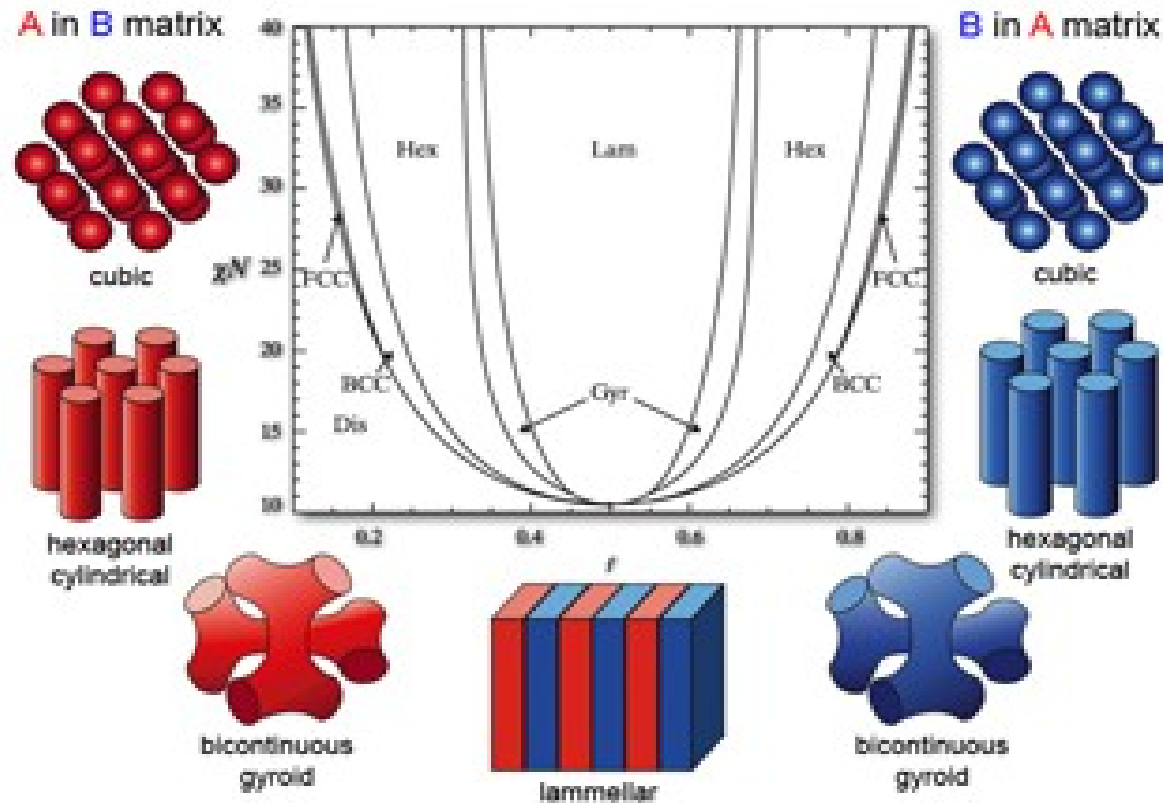 A in B matrix
B in A matrix
40
35
30
25
20
15
10
χN
Hex
Lam
Hex
FCC
FCC
BCC
BCC
Gyr
Dis
0.2
0.4
0.6
0.8
f
cubic
cubic
hexagonal
cylindrical
hexagonal
cylindrical
bicontinuous
gyroid
lammellar
bicontinuous
gyroid